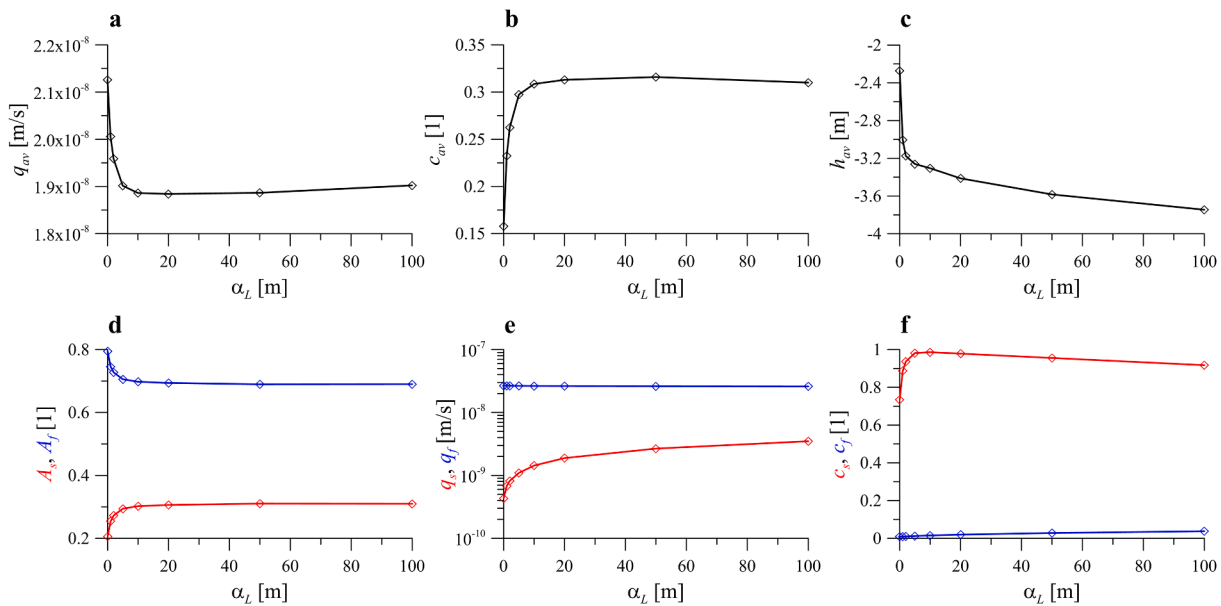 a
2.2x10⁻⁸
2.1x10⁻⁸
2.0x10⁻⁸
1.9x10⁻⁸
1.8x10⁻⁸
q_av [m/s]
0 20 40 60 80 100
α_L [m]
b
0.35
0.3
0.25
0.2
0.15
c_av [1]
0 20 40 60 80 100
α_L [m]
c
-2
-2.4
-2.8
-3.2
-3.6
-4
h_av [m]
0 20 40 60 80 100
α_L [m]
d
0.8
0.7
0.6
0.5
0.4
0.3
0.2
A_s, A_f [1]
0 20 40 60 80 100
α_L [m]
e
10⁻⁷
10⁻⁸
10⁻⁹
10⁻¹⁰
q_s, q_f [m/s]
0 20 40 60 80 100
α_L [m]
f
1
0.8
0.6
0.4
0.2
0
c_s, c_f [1]
0 20 40 60 80 100
α_L [m]